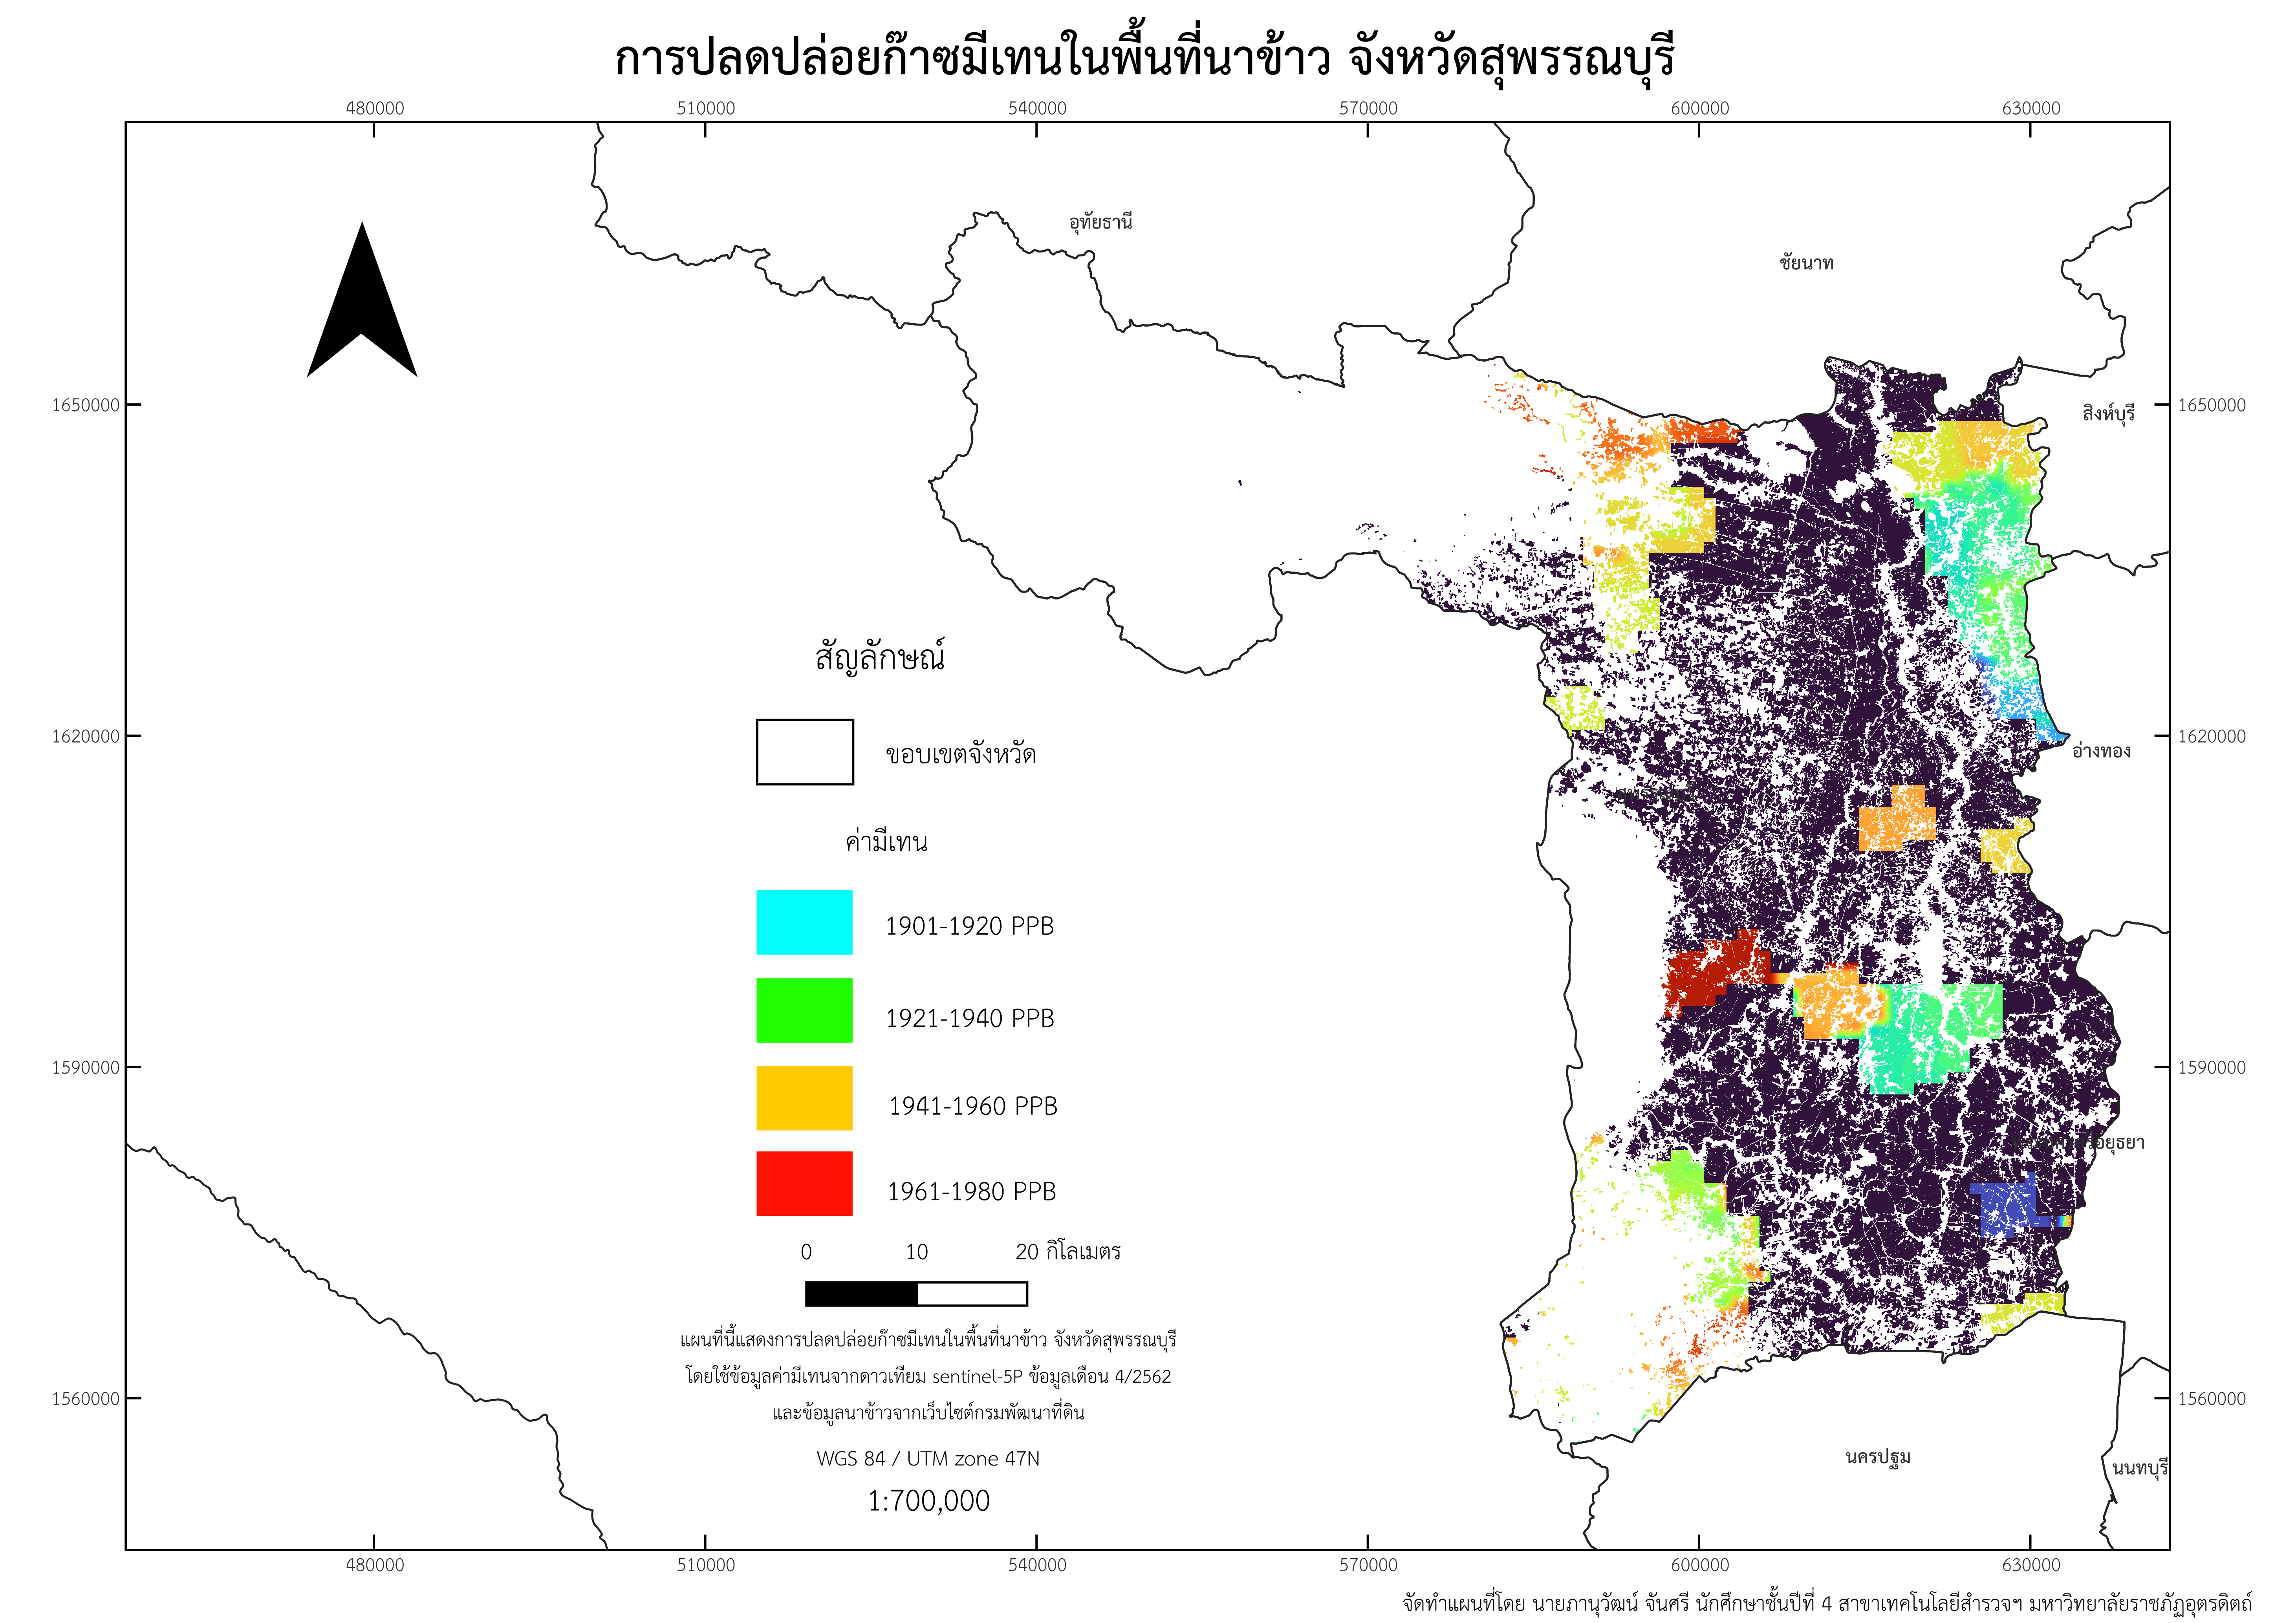 การปลดปล่อยก๊าซมีเทนในพื้นที่นาข้าว จังหวัดสุพรรณบุรี
480000 510000 540000 570000 600000 630000
อุทัยธานี
ชัยนาท
1650000 1650000
สิงห์บุรี
สัญลักษณ์
1620000 1620000
ขอบเขตจังหวัด
อ่างทอง
ค่ามีเทน
1901-1920 PPB
1921-1940 PPB
1590000 1590000
1941-1960 PPB
1961-1980 PPB
0 10 20 กิโลเมตร
แผนที่นี้แสดงการปลดปล่อยก๊าซมีเทนในพื้นที่นาข้าว จังหวัดสุพรรณบุรี
โดยใช้ข้อมูลค่ามีเทนจากดาวเทียม sentinel-5P ข้อมูลเดือน 4/2562
1560000 1560000
และข้อมูลนาข้าวจากเว็บไซต์กรมพัฒนาที่ดิน
WGS 84 / UTM zone 47N
นครปฐม
นนทบุรี
1:700,000
480000 510000 540000 570000 600000 630000
จัดทำแผนที่โดย นายภานุวัฒน์ จันศรี นักศึกษาชั้นปีที่ 4 สาขาเทคโนโลยีสำรวจฯ มหาวิทยาลัยราชภัฏอุตรดิตถ์